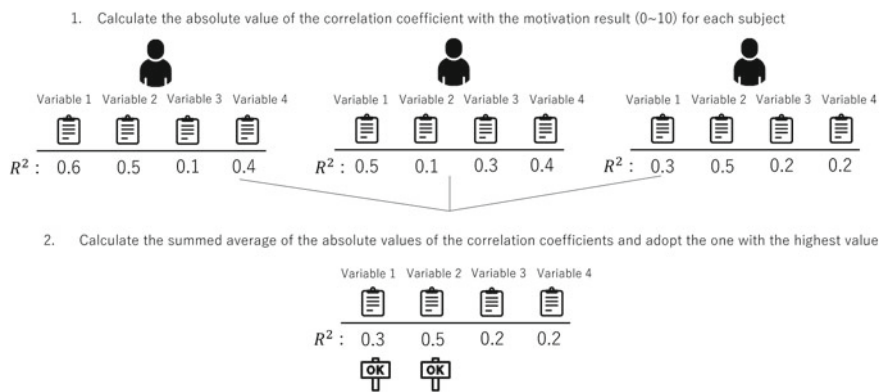 1. Calculate the absolute value of the correlation coefficient with the motivation result (0~10) for each subject
Variable 1 Variable 2 Variable 3 Variable 4
R² : 0.6 0.5 0.1 0.4
Variable 1 Variable 2 Variable 3 Variable 4
R² : 0.5 0.1 0.3 0.4
Variable 1 Variable 2 Variable 3 Variable 4
R² : 0.3 0.5 0.2 0.2
2. Calculate the summed average of the absolute values of the correlation coefficients and adopt the one with the highest value
Variable 1 Variable 2 Variable 3 Variable 4
R² : 0.3 0.5 0.2 0.2
OK OK